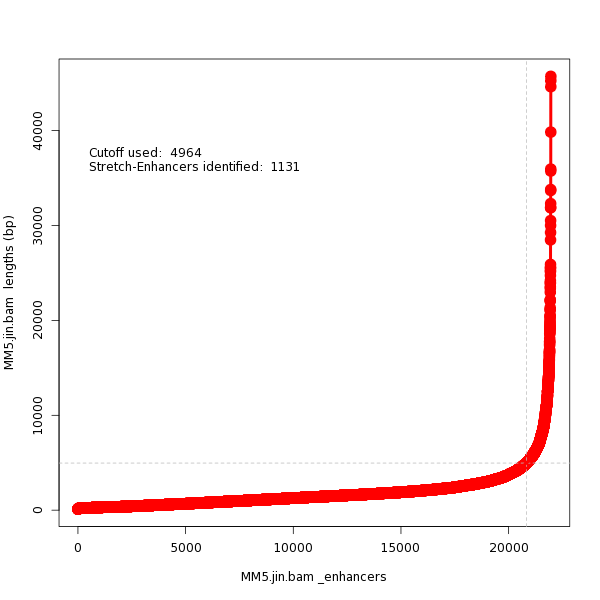 Cutoff used:  4964
Stretch-Enhancers identified:  1131
MM5.jin.bam  lengths (bp)
40000
30000
20000
10000
0
0 5000 10000 15000 20000
MM5.jin.bam _enhancers